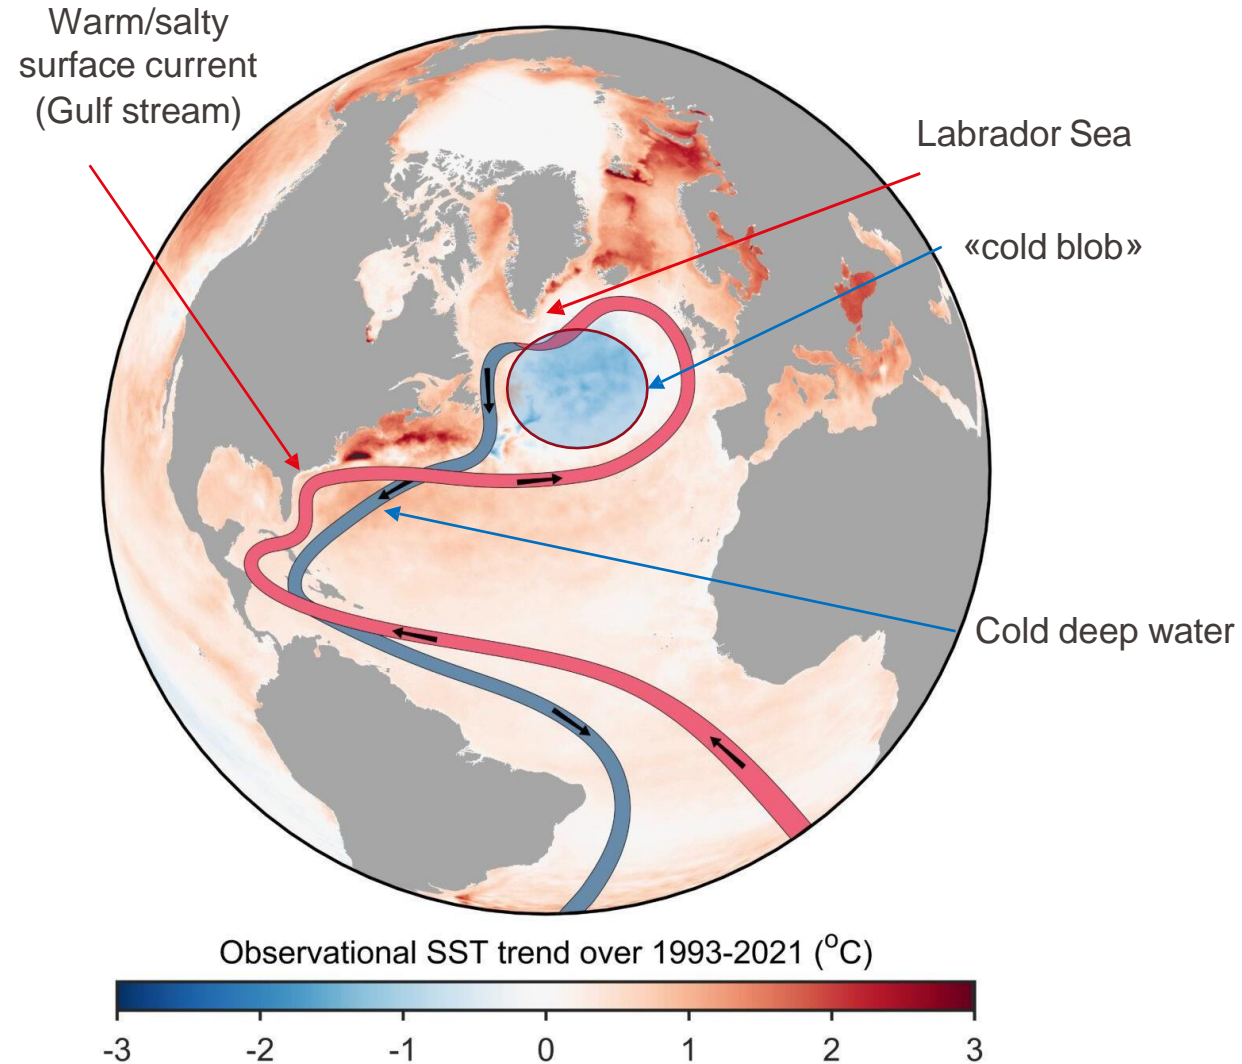 Warm/salty
surface current
(Gulf stream)
Labrador Sea
«cold blob»
Cold deep water
Observational SST trend over 1993-2021 (°C)
-3 -2 -1 0 1 2 3